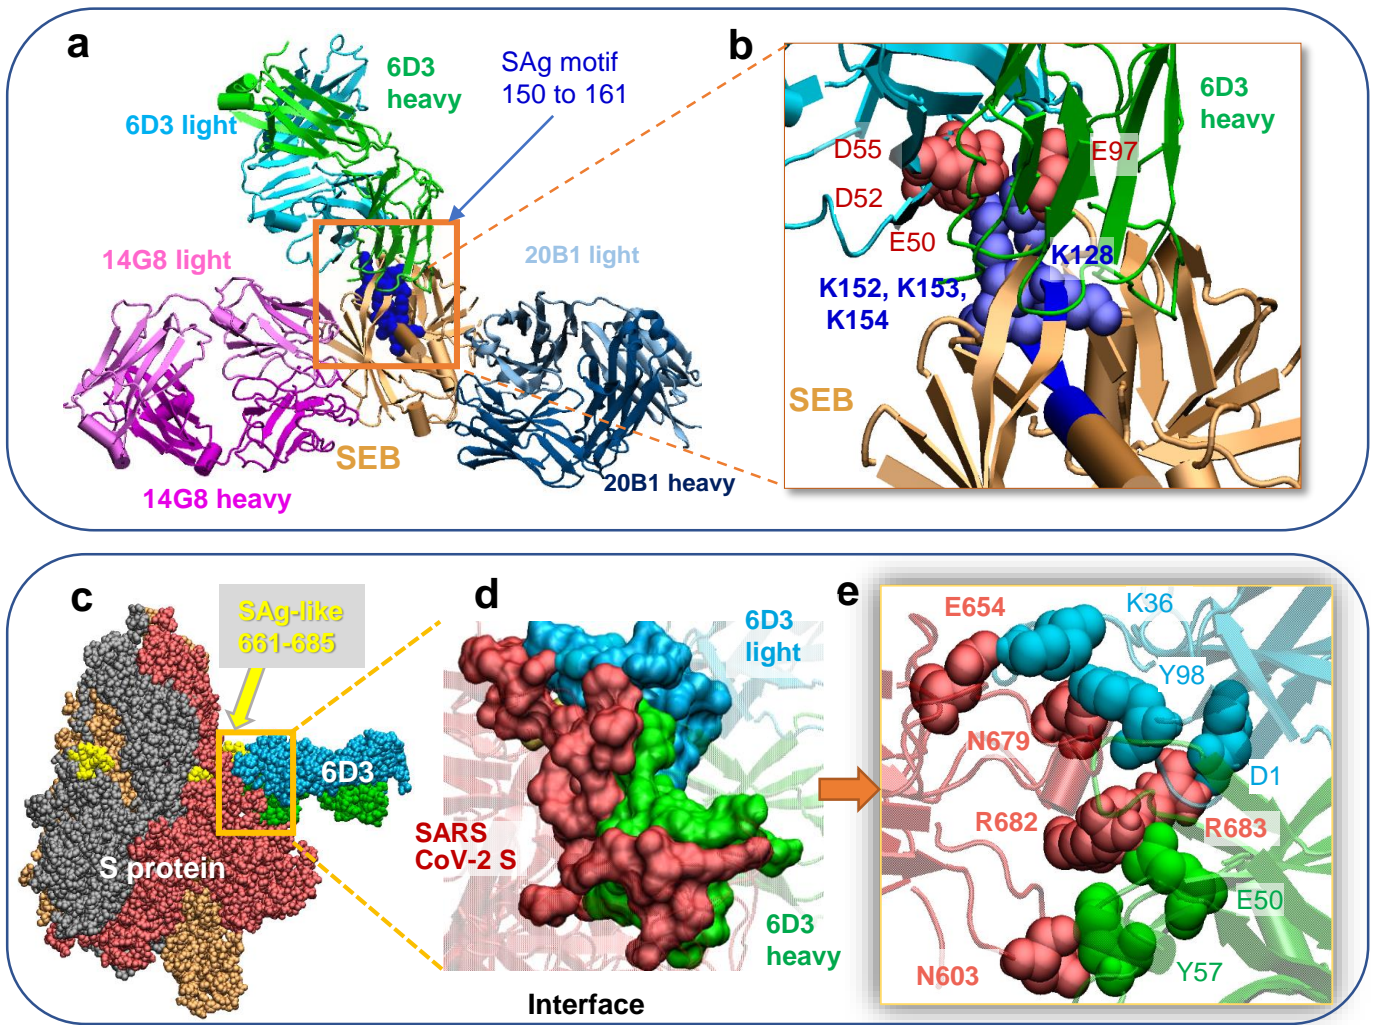 a
6D3
heavy
6D3 light
SAg motif
150 to 161
14G8 light
20B1 light
SEB
14G8 heavy
20B1 heavy
b
6D3
heavy
D55
E97
D52
E50
K128
K152, K153,
K154
SEB
c
SAg-like
661-685
6D3
S protein
d
6D3
light
SARS
CoV-2 S
6D3
heavy
Interface
e
E654
K36
Y98
N679
D1
R682
R683
E50
N603
Y57